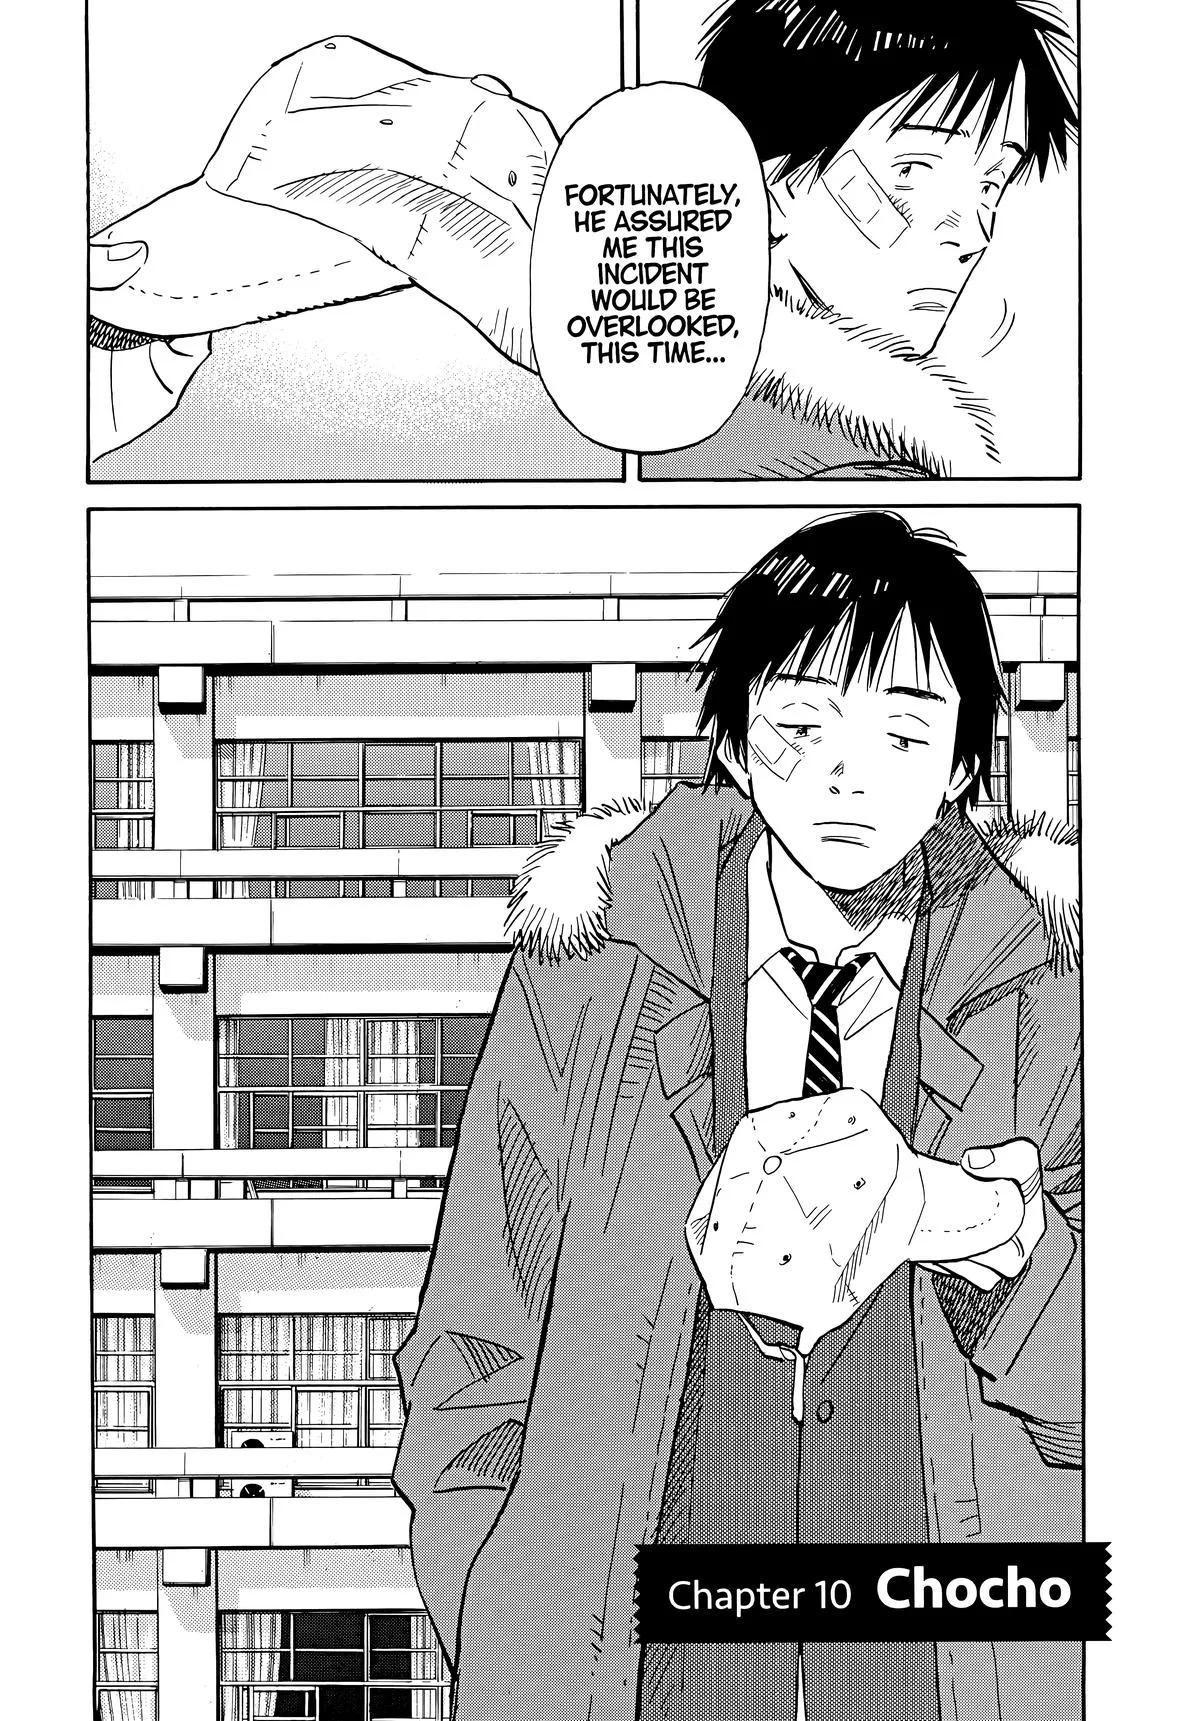 FORTUNATELY,
HE ASSURED
ME THIS
INCIDENT
WOULD BE
OVERLOOKED,
THIS TIME...
Chapter 10 Chocho